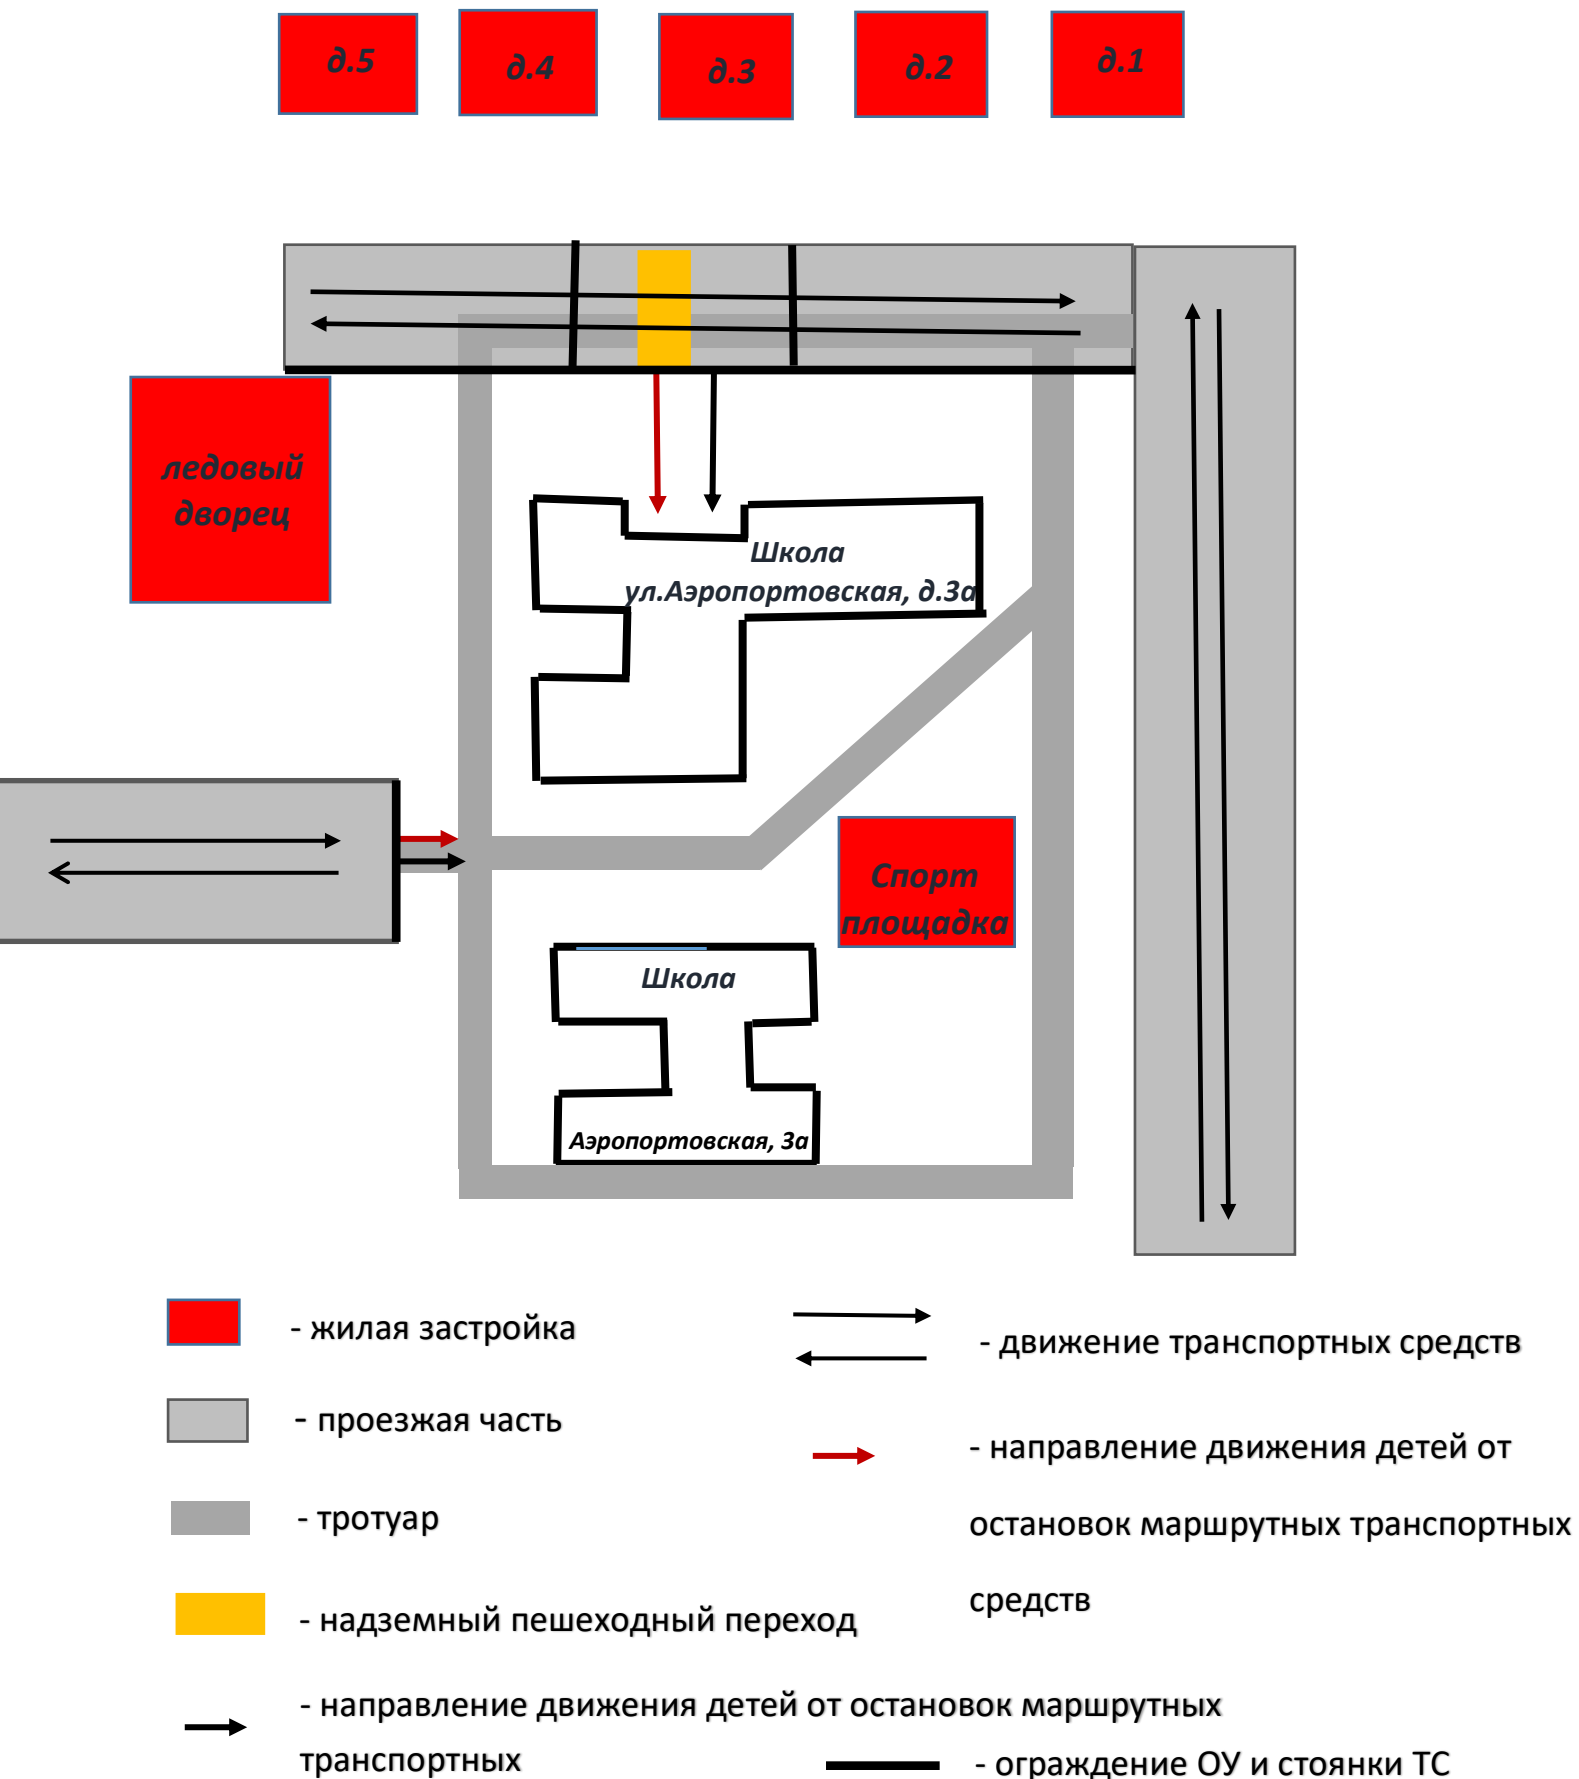 д.5
д.4
д.3
д.2
д.1
ледовый
дворец
Школа
ул.Аэропортовская, д.3а
Спорт
площадка
Школа
Аэропортовская, 3а
- жилая застройка
- движение транспортных средств
- проезжая часть
- направление движения детей от
остановок маршрутных транспортных
средств
- тротуар
- надземный пешеходный переход
- направление движения детей от остановок маршрутных
транспортных
- ограждение ОУ и стоянки ТС